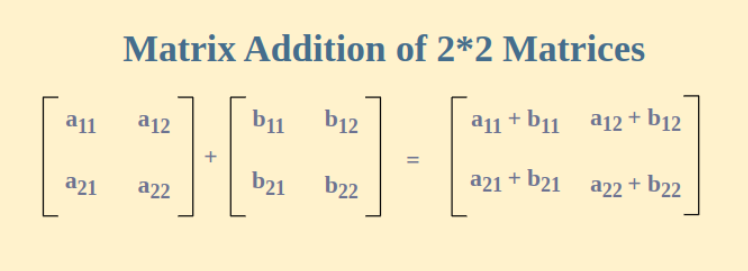 Matrix Addition of 2*2 Matrices
a₁₁ a₁₂ + b₁₁ b₁₂ = a₁₁ + b₁₁ a₁₂ + b₁₂
a₂₁ a₂₂ b₂₁ b₂₂ a₂₁ + b₂₁ a₂₂ + b₂₂